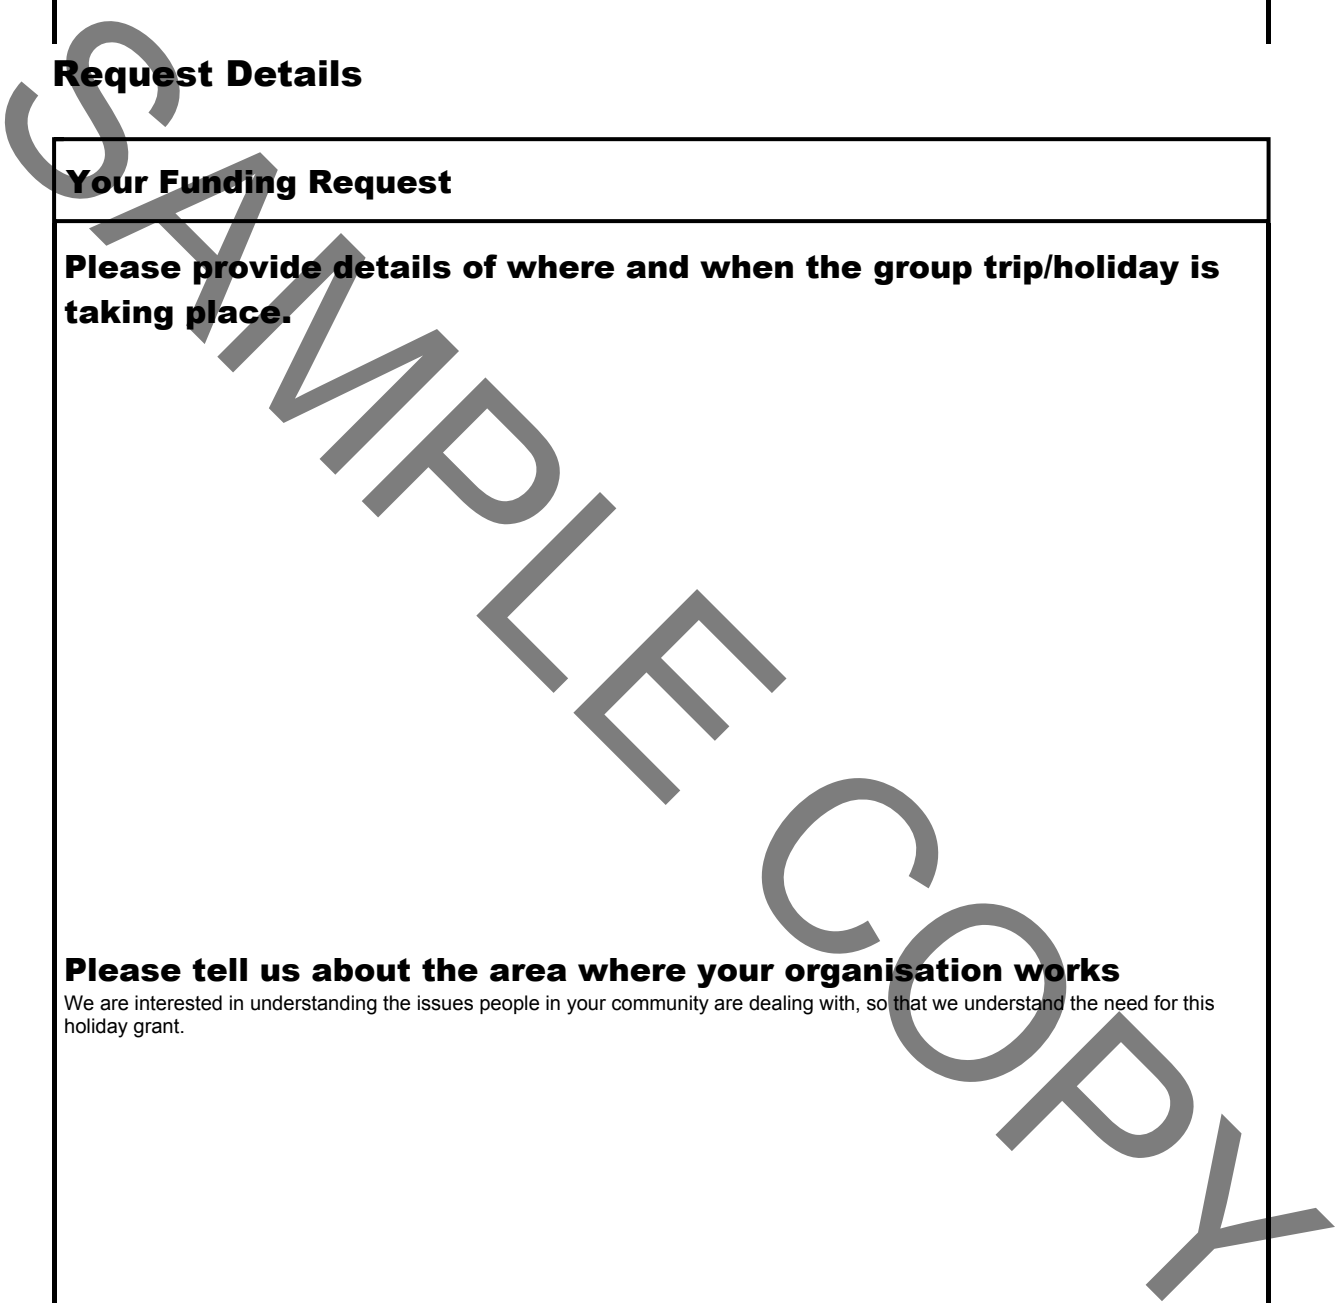 Request Details
Your Funding Request
Please provide details of where and when the group trip/holiday is
taking place.
Please tell us about the area where your organisation works
We are interested in understanding the issues people in your community are dealing with, so that we understand the need for this
holiday grant.
SAMPLE COPY